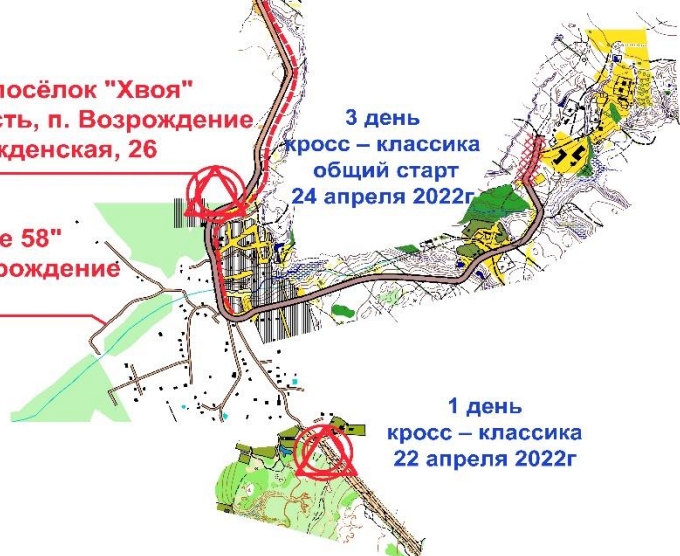 посёлок "Хвоя"
сть, п. Возрождение
жденская, 26
3 день
кросс – классика
общий старт
24 апреля 2022г
е 58"
рождение
1 день
кросс – классика
22 апреля 2022г